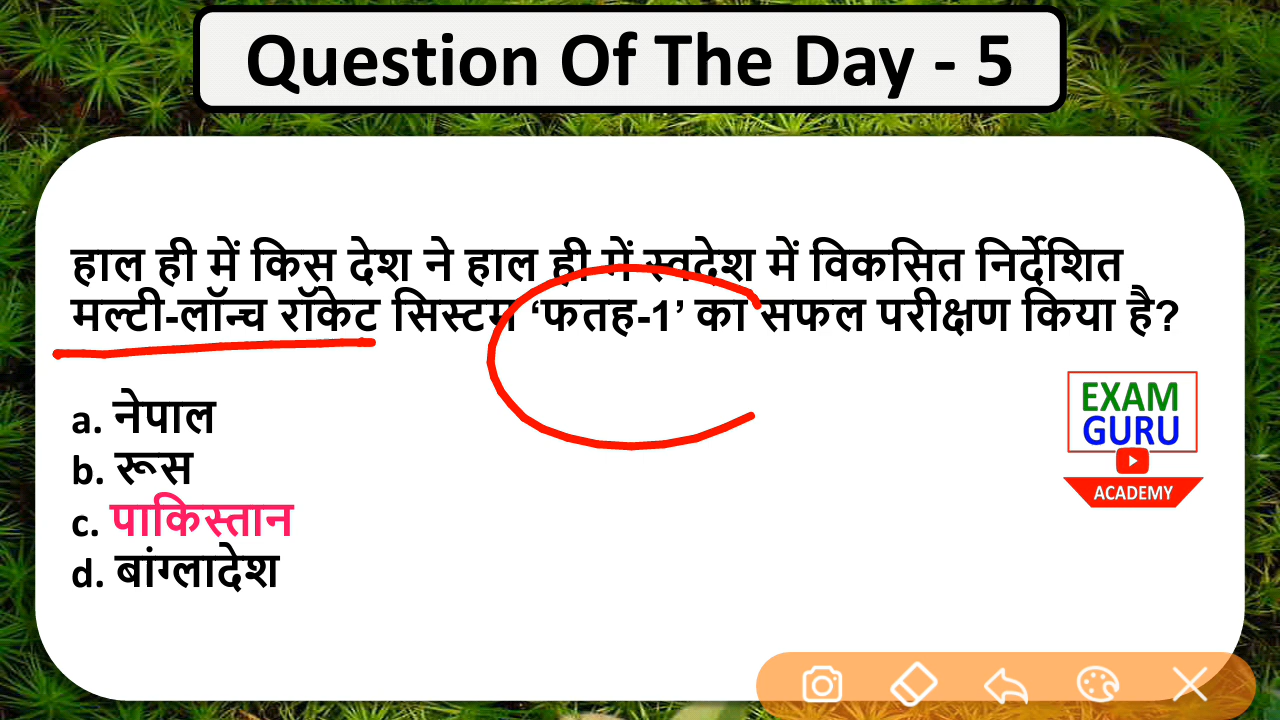 Question Of The Day - 5
हाल ही में किस देश ने हाल ही में स्वदेश में विकसित निर्देशित
मल्टी-लॉन्च रॉकेट सिस्टम ‘फतह-1’ का सफल परीक्षण किया है?
a. नेपाल
b. रूस
c. पाकिस्तान
d. बांग्लादेश
EXAM
GURU
ACADEMY